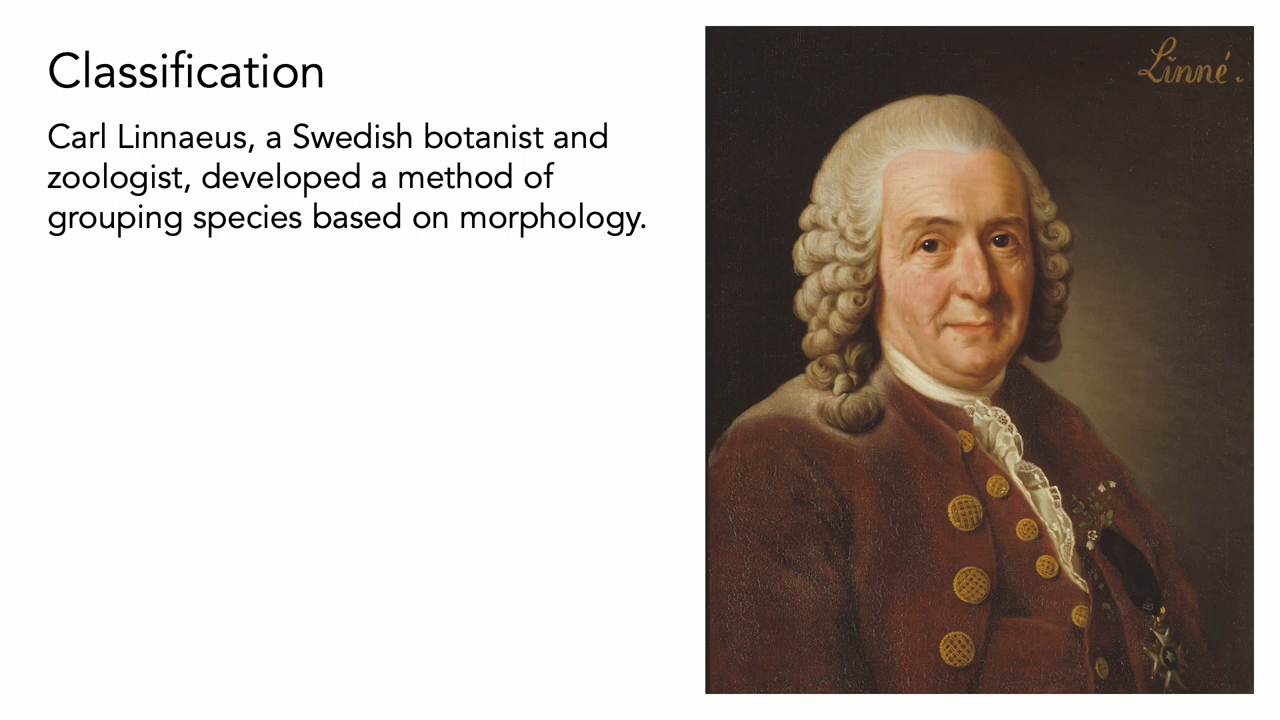 Classification
Carl Linnaeus, a Swedish botanist and
zoologist, developed a method of
grouping species based on morphology.
Linné.